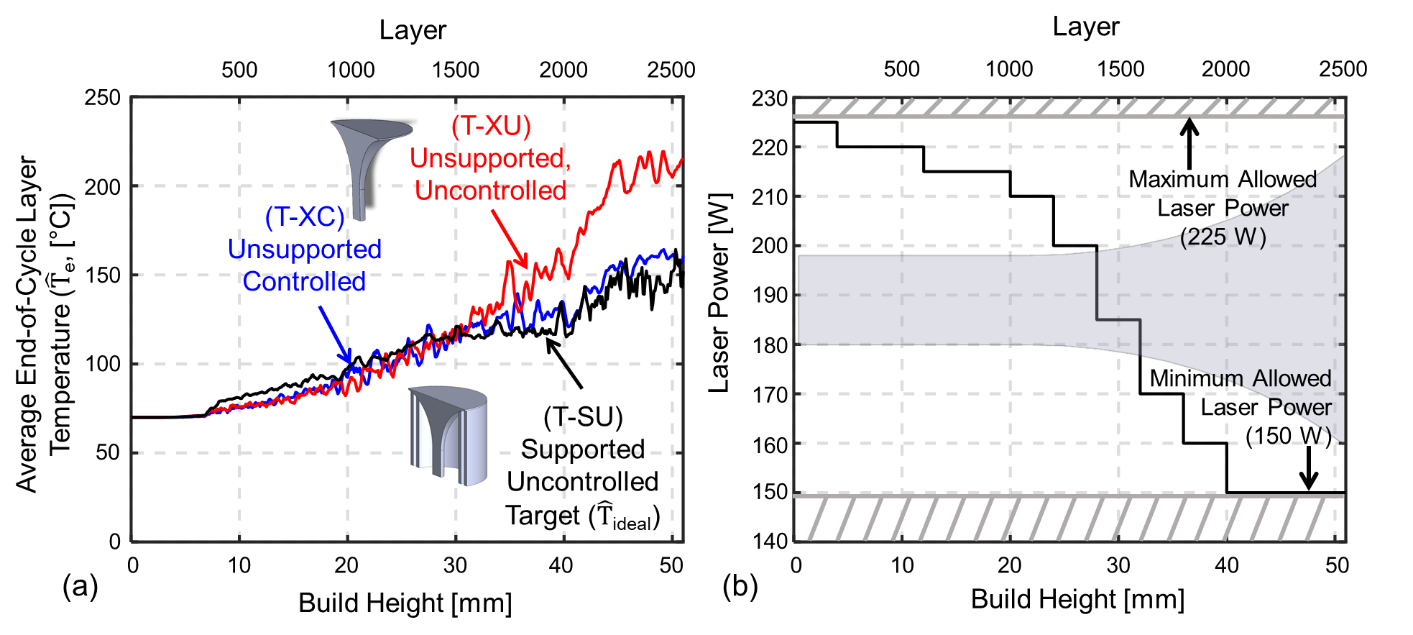 Layer
500 1000 1500 2000 2500
250
200
150
100
50
0
Average End-of-Cycle Layer
Temperature (T̂e, [°C])
(T-XU)
Unsupported,
Uncontrolled
(T-XC)
Unsupported
Controlled
(T-SU)
Supported
Uncontrolled
Target (T̂ideal)
0 10 20 30 40 50
Build Height [mm]
(a)
Layer
500 1000 1500 2000 2500
230
220
210
200
190
180
170
160
150
140
Laser Power [W]
Maximum Allowed
Laser Power
(225 W)
Minimum Allowed
Laser Power
(150 W)
0 10 20 30 40 50
Build Height [mm]
(b)